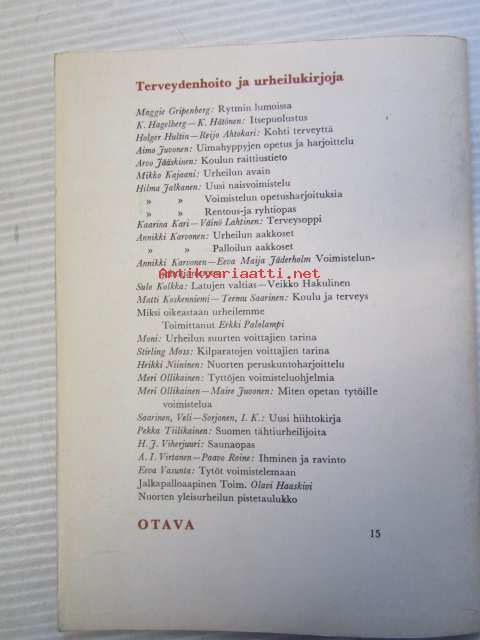 Terveydenhoito ja urheilukirjoja
Maggie Gripenberg: Rytmin lumoissa
K. Hagelberg—K. Hätönen: Itsepuolustus
Holger Hultin—Reijo Ahtokari: Kohti terveyttä
Aimo Juvonen: Uimahyppyjen opetus ja harjoittelu
Arvo Jääskinen: Koulun raittiustieto
Mikko Kajaani: Urheilun avain
Hilma Jalkanen: Uusi naisvoimistelu
» » Voimistelun opetusharjoituksia
» » Rentous-ja ryhtiopas
Kaarina Kari—Väinö Lahtinen: Terveysoppi
Annikki Karvonen: Urheilun aakkoset
» » Palloilun aakkoset
Annikki Karvonen—Eeva Maija Jäderholm Voimistelun-
Antikvariaatti.net
Sulo Kolkka: Latujen valtias—Veikko Hakulinen
Matti Koskenniemi—Teemu Saarinen: Koulu ja terveys
Miksi oikeastaan urheilemme
Toimittanut Erkki Palolampi
Moni: Urheilun suurten voittajien tarina
Stirling Moss: Kilparatojen voittajien tarina
Heikki Niininen: Nuorten peruskuntoharjoittelu
Meri Ollikainen: Tyttöjen voimisteluohjelmia
Meri Ollikainen—Maire Juvonen: Miten opetan tytöille
voimistelua
Saarinen, Veli—Sorjonen, I. K.: Uusi hiihtokirja
Pekka Tiilikainen: Suomen tähtiurheilijoita
H. J. Viherjuuri: Saunaopas
A. I. Virtanen—Paavo Roine: Ihminen ja ravinto
Eeva Vasunta: Tytöt voimistelemaan
Jalkapalloaapinen Toim. Olavi Haaskivi
Nuorten yleisurheilun pistetaulukko
OTAVA
15